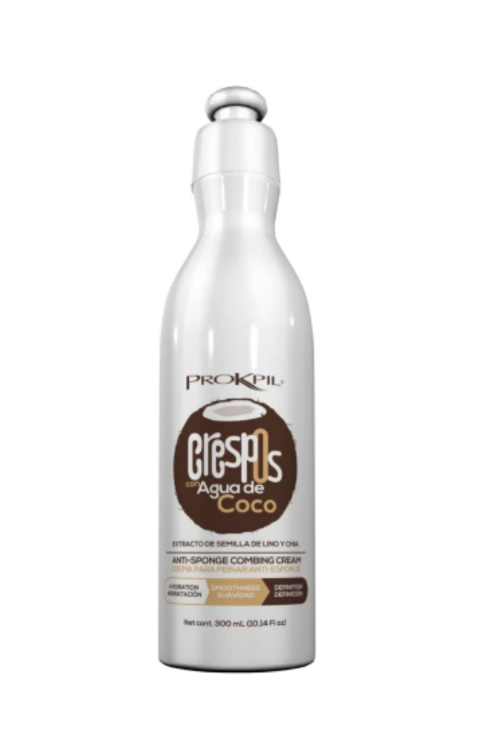 PROKPIL®
Crespos
con Agua de
Coco
EXTRACTO DE SEMILLA DE LINO Y CHIA
ANTI-SPONGE COMBING CREAM
CREMA PARA PEINAR ANTI-ESPONJE
HYDRATION SMOOTHNESS DEFINITION
HIDRATACIÓN SUAVIDAD DEFINICIÓN
Net cont. 300 mL (10.14 Fl oz)